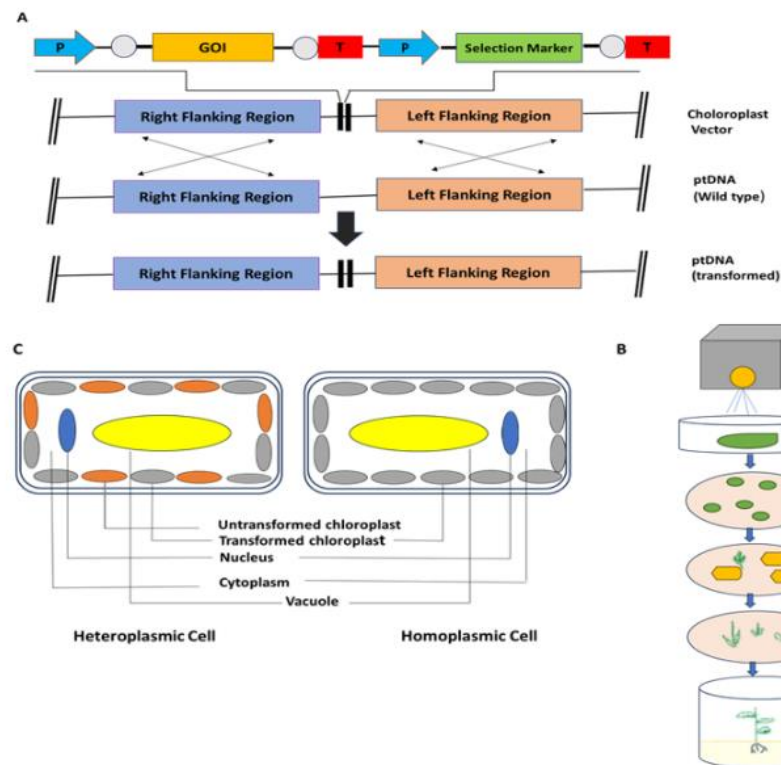 A
P GOI T P Selection Marker T
Right Flanking Region Left Flanking Region Choloroplast
Vector
Right Flanking Region Left Flanking Region ptDNA
(Wild type)
Right Flanking Region Left Flanking Region ptDNA
(transformed)
C
B
Untransformed chloroplast
Transformed chloroplast
Nucleus
Cytoplasm
Vacuole
Heteroplasmic Cell Homoplasmic Cell